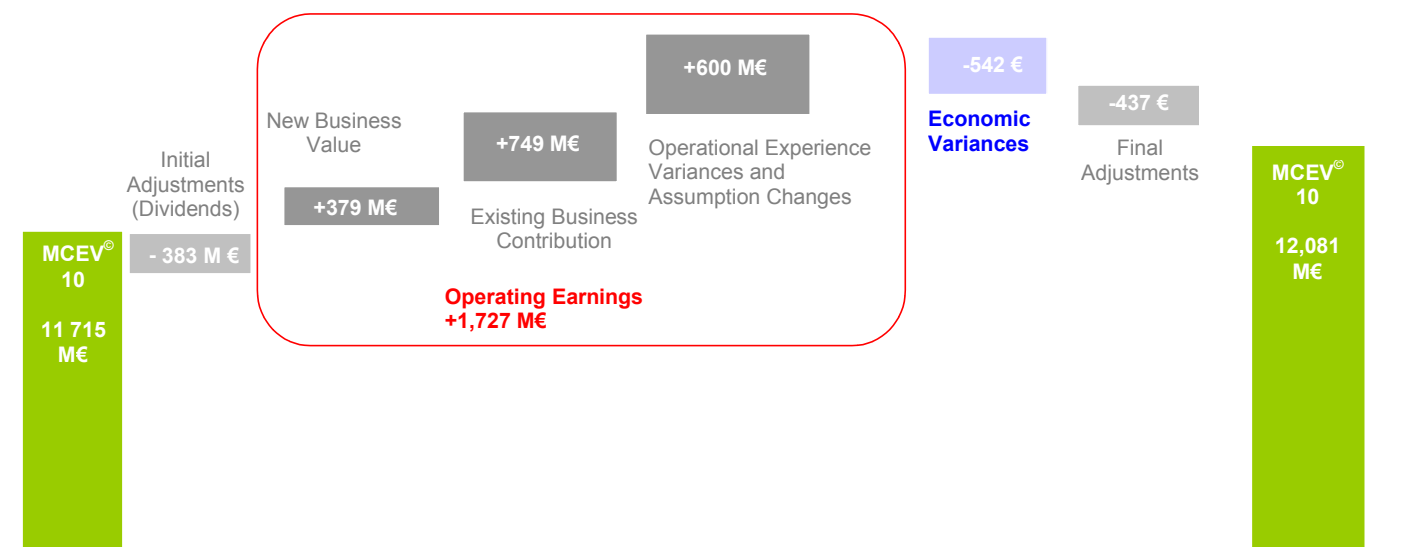 MCEV©
10
11 715
M€
Initial
Adjustments
(Dividends)
- 383 M €
New Business
Value
+379 M€
+749 M€
Existing Business
Contribution
+600 M€
Operational Experience
Variances and
Assumption Changes
Operating Earnings
+1,727 M€
-542 €
Economic
Variances
-437 €
Final
Adjustments
MCEV©
10
12,081
M€